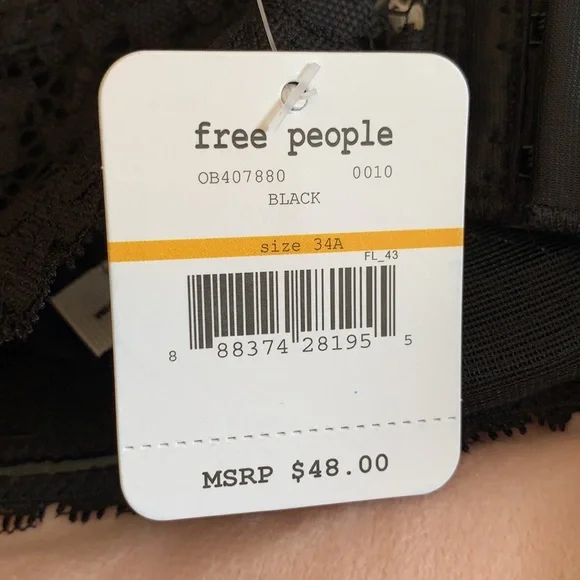 free people
OB407880 0010
BLACK
size 34A
FL_43
8 88374 28195 5
MSRP $48.00